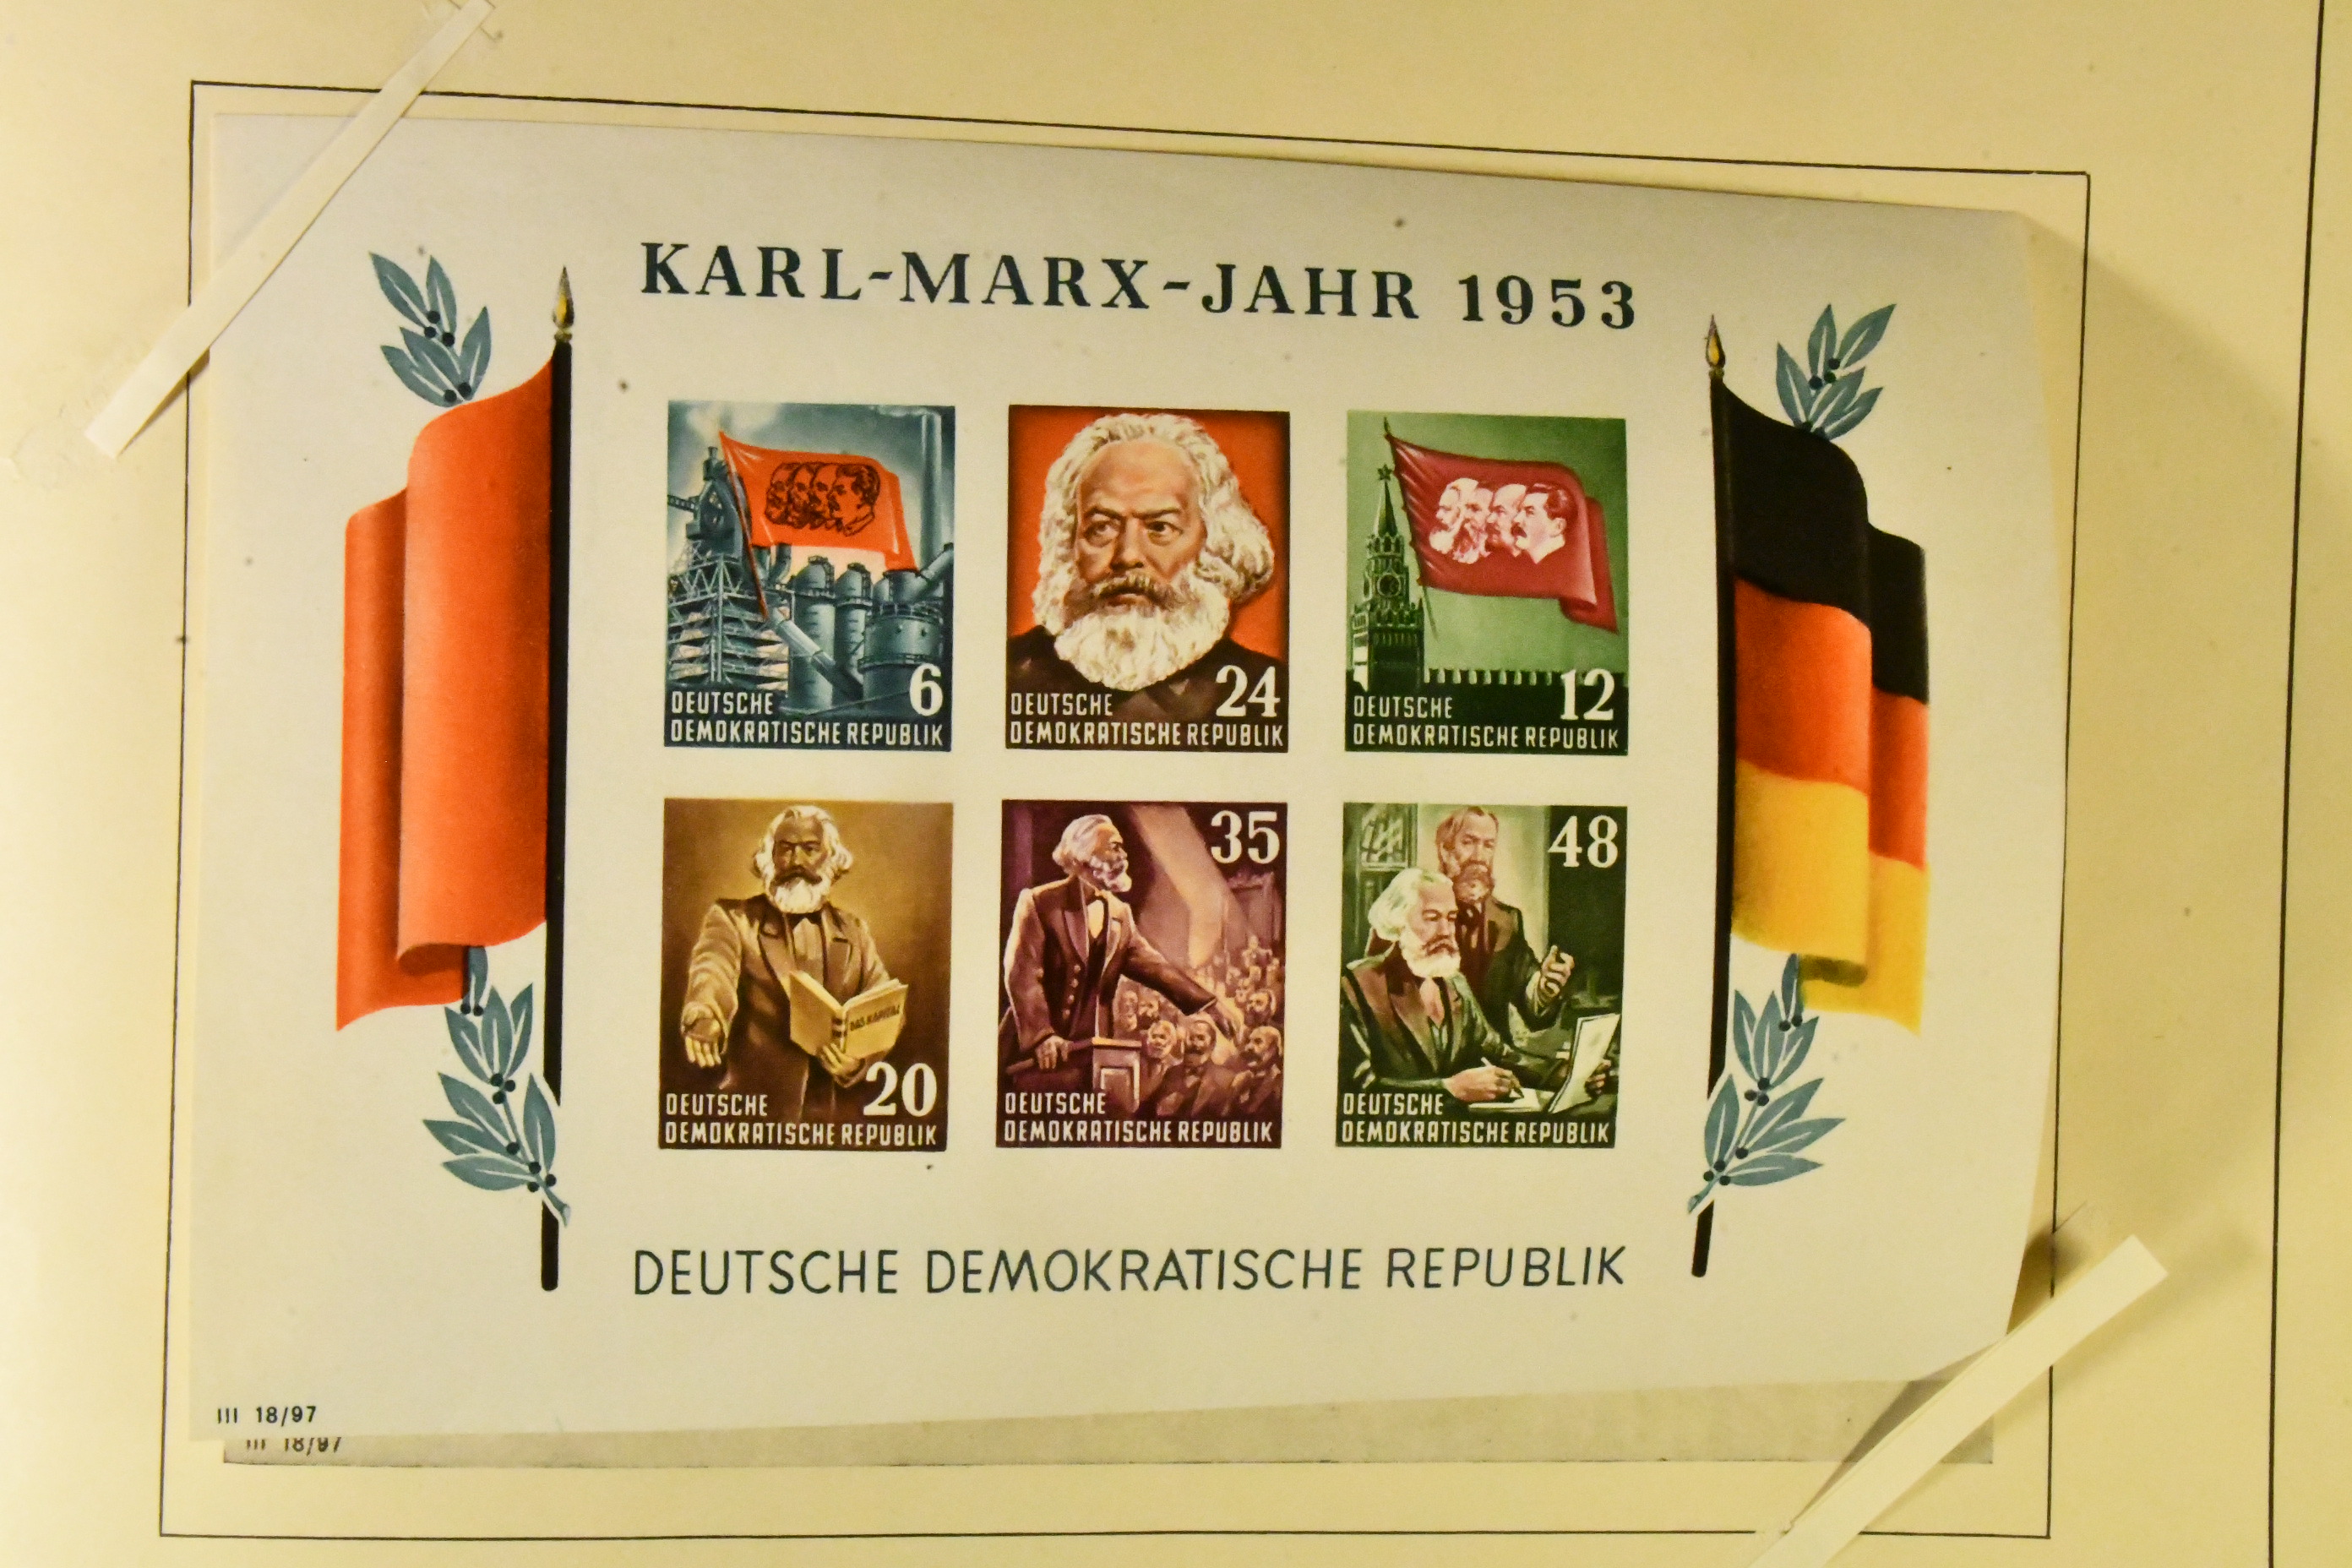 KARL-MARX-JAHR 1953
6
DEUTSCHE
DEMOKRATISCHE REPUBLIK
24
DEUTSCHE
DEMOKRATISCHE REPUBLIK
12
DEUTSCHE
DEMOKRATISCHE REPUBLIK
DAS KAPITAL
20
DEUTSCHE
DEMOKRATISCHE REPUBLIK
35
DEUTSCHE
DEMOKRATISCHE REPUBLIK
48
DEUTSCHE
DEMOKRATISCHE REPUBLIK
DEUTSCHE DEMOKRATISCHE REPUBLIK
III 18/97
III 18/97